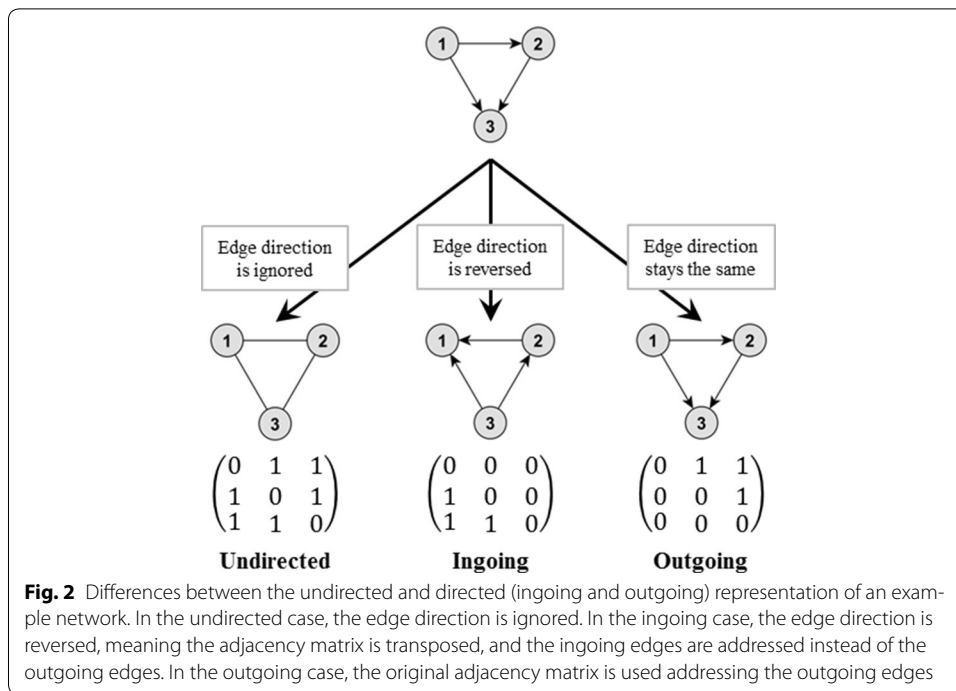 1 2
3
Edge direction
is ignored
Edge direction
is reversed
Edge direction
stays the same
1 2
3
1 2
3
1 2
3
0 1 1
1 0 1
1 1 0
0 0 0
1 0 0
1 1 0
0 1 1
0 0 1
0 0 0
Undirected
Ingoing
Outgoing
Fig. 2 Differences between the undirected and directed (ingoing and outgoing) representation of an exam-
ple network. In the undirected case, the edge direction is ignored. In the ingoing case, the edge direction is
reversed, meaning the adjacency matrix is transposed, and the ingoing edges are addressed instead of the
outgoing edges. In the outgoing case, the original adjacency matrix is used addressing the outgoing edges